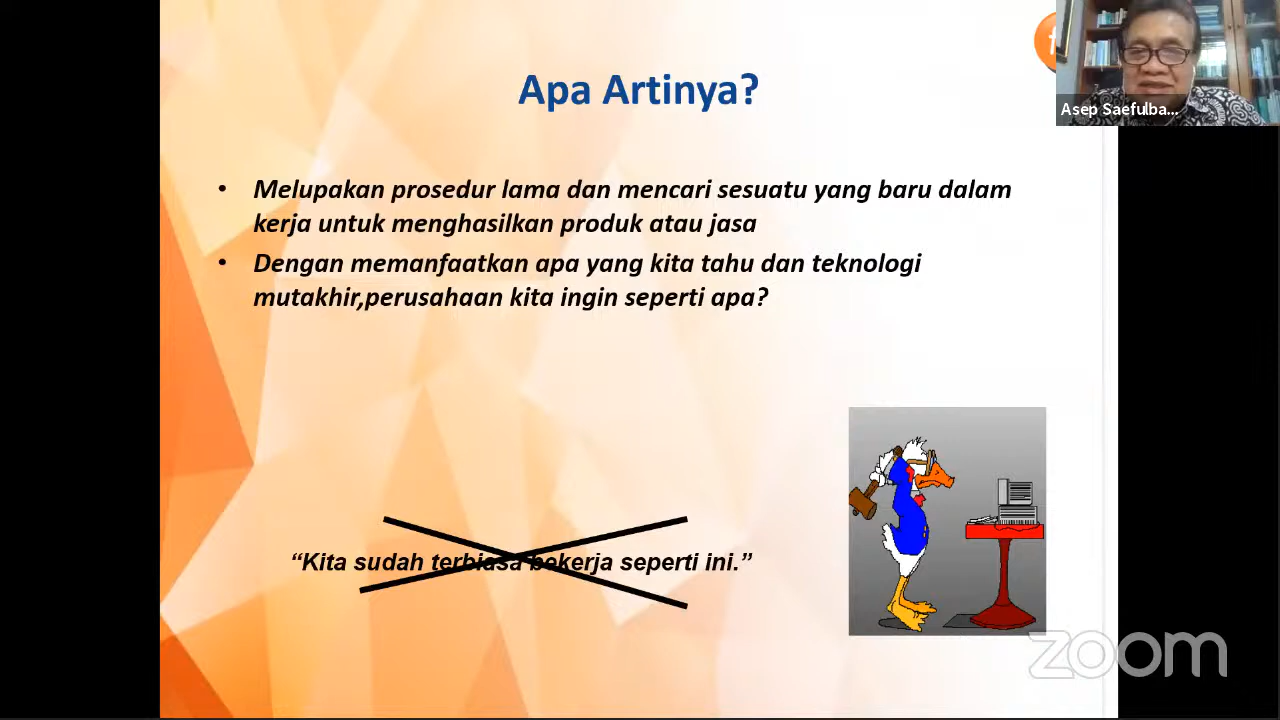 Apa Artinya?
Asep Saefulba...
• Melupakan prosedur lama dan mencari sesuatu yang baru dalam
kerja untuk menghasilkan produk atau jasa
• Dengan memanfaatkan apa yang kita tahu dan teknologi
mutakhir,perusahaan kita ingin seperti apa?
“Kita sudah terbiasa bekerja seperti ini.”
zoom